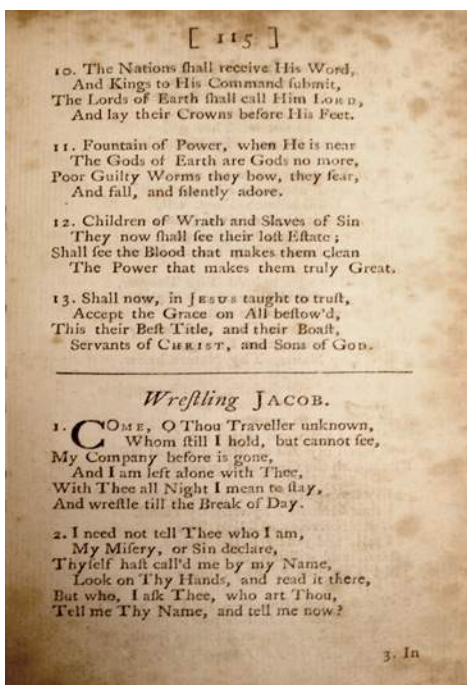 [ 115 ]
10. The Nations ſhall receive His Word,
And Kings to His Command ſubmit,
The Lords of Earth ſhall call Him LORD,
And lay their Crowns before His Feet.
11. Fountain of Power, when He is near
The Gods of Earth are Gods no more,
Poor Guilty Worms they bow, they fear,
And fall, and ſilently adore.
12. Children of Wrath and Slaves of Sin
They now ſhall ſee their loſt Eſtate;
Shall ſee the Blood that makes them clean
The Power that makes them truly Great.
13. Shall now, in JESUS taught to truſt,
Accept the Grace on All beſtow'd,
This their Beſt Title, and their Boaſt,
Servants of CHRIST, and Sons of GOD.
Wreſtling JACOB.
1. COME, O Thou Traveller unknown,
Whom ſtill I hold, but cannot ſee,
My Company before is gone,
And I am left alone with Thee,
With Thee all Night I mean to ſtay,
And wreſtle till the Break of Day.
2. I need not tell Thee who I am,
My Miſery, or Sin declare,
Thyſelf haſt call'd me by my Name,
Look on Thy Hands, and read it there,
But who, I aſk Thee, who art Thou,
Tell me Thy Name, and tell me now?
3. In